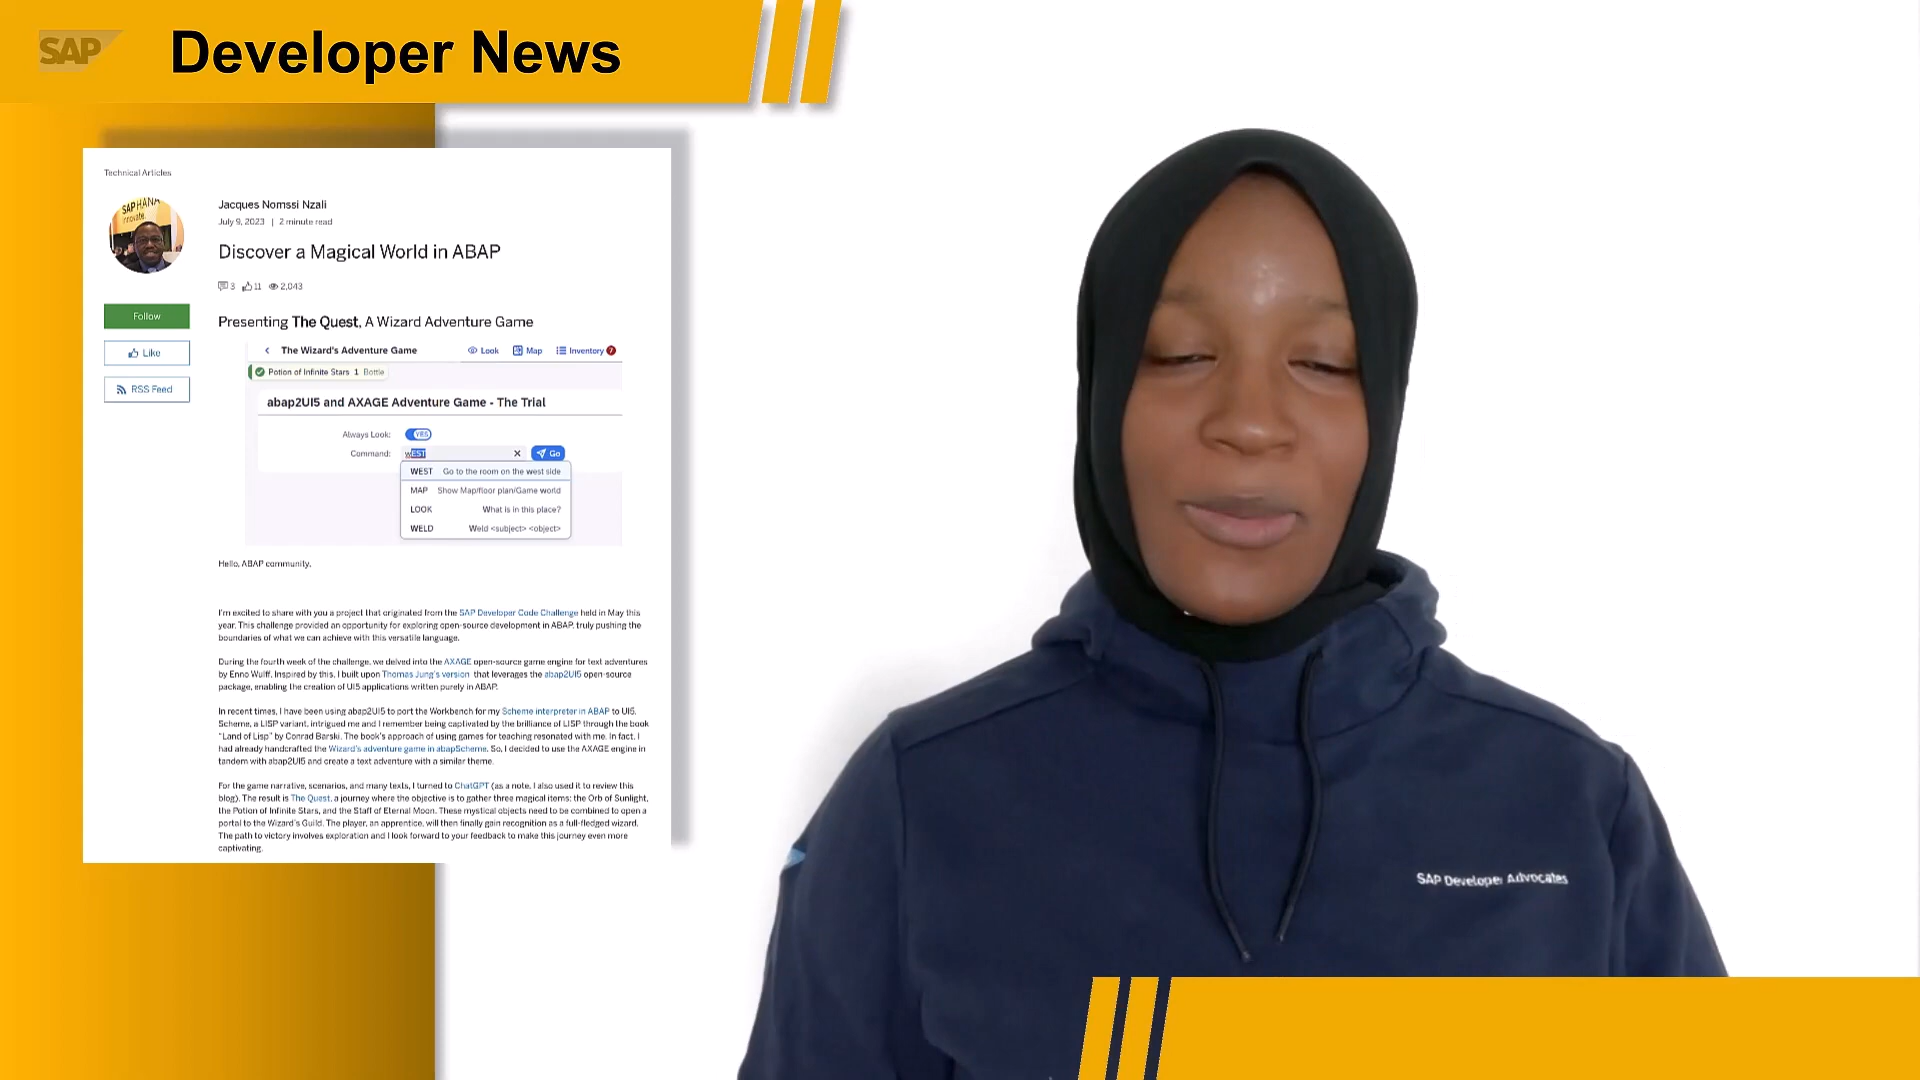 SAP
Developer News
Technical Articles
SAP HANA
Innovate.
Jacques Nomssi Nzali
July 9, 2023 | 2 minute read
Discover a Magical World in ABAP
3 11 2,043
Follow
Like
RSS Feed
Presenting The Quest, A Wizard Adventure Game
The Wizard's Adventure Game Look Map Inventory 7
Potion of Infinite Stars 1 Bottle
abap2UI5 and AXAGE Adventure Game - The Trial
Always Look: YES
Command: wEST Go
WEST Go to the room on the west side
MAP Show Map/floor plan/Game world
LOOK What is in this place?
WELD Weld <subject> <object>
Hello, ABAP community,
I'm excited to share with you a project that originated from the SAP Developer Code Challenge held in May this
year. This challenge provided an opportunity for exploring open-source development in ABAP, truly pushing the
boundaries of what we can achieve with this versatile language.
During the fourth week of the challenge, we delved into the AXAGE open-source game engine for text adventures
by Enno Wulff. Inspired by this, I built upon Thomas Jung's version that leverages the abap2UI5 open-source
package, enabling the creation of UI5 applications written purely in ABAP.
In recent times, I have been using abap2UI5 to port the Workbench for my Scheme interpreter in ABAP to UI5.
Scheme, a LISP variant, intrigued me and I remember being captivated by the brilliance of LISP through the book
"Land of Lisp" by Conrad Barski. The book's approach of using games for teaching resonated with me. In fact, I
had already handcrafted the Wizard's adventure game in abapScheme. So, I decided to use the AXAGE engine in
tandem with abap2UI5 and create a text adventure with a similar theme.
For the game narrative, scenarios, and many texts, I turned to ChatGPT (as a note, I also used it to review this
blog). The result is The Quest, a journey where the objective is to gather three magical items: the Orb of Sunlight,
the Potion of Infinite Stars, and the Staff of Eternal Moon. These mystical objects need to be combined to open a
portal to the Wizard's Guild. The player, an apprentice, will then finally gain recognition as a full-fledged wizard.
The path to victory involves exploration and I look forward to your feedback to make this journey even more
captivating.
SAP Developer Advocates